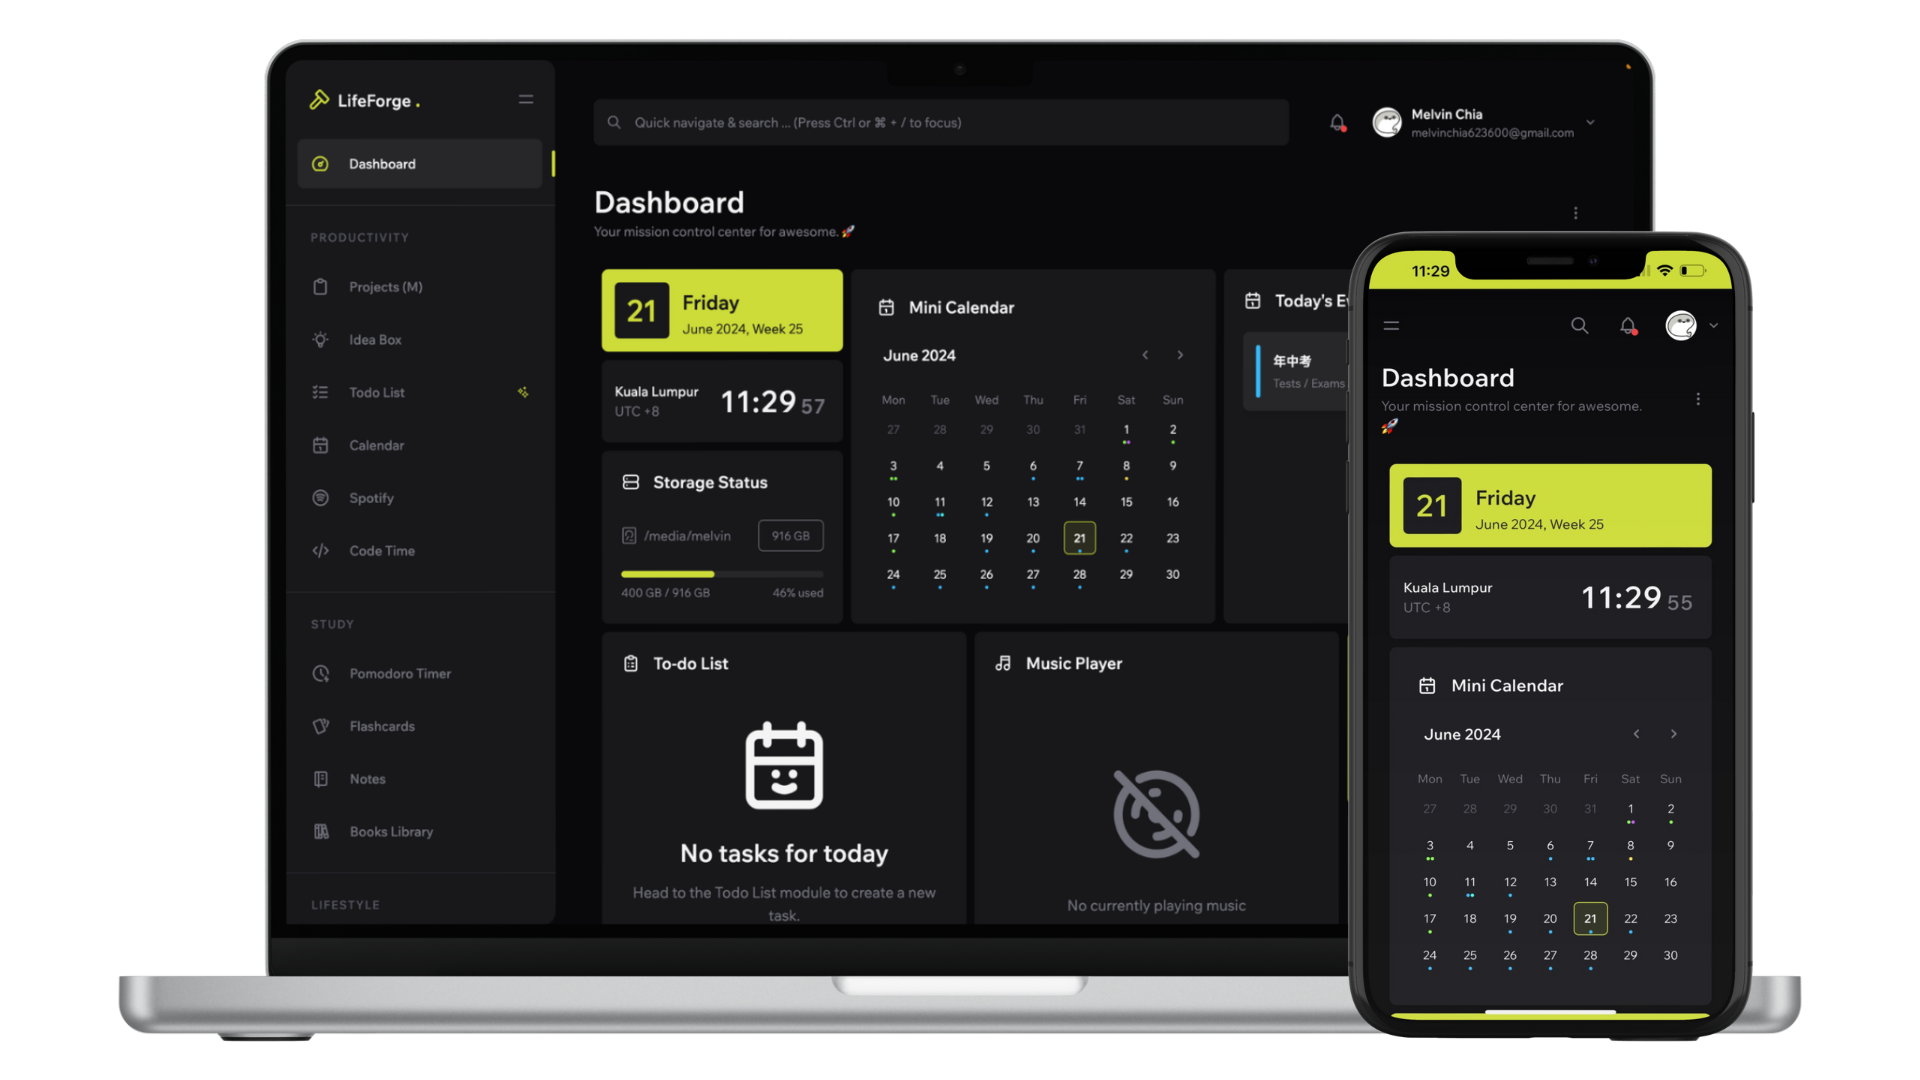 LifeForge .
Dashboard
PRODUCTIVITY
Projects (M)
Idea Box
Todo List
Calendar
Spotify
Code Time
STUDY
Pomodoro Timer
Flashcards
Notes
Books Library
LIFESTYLE
Quick navigate & search ... (Press Ctrl or ⌘ + / to focus)
Melvin Chia
melvinchia623600@gmail.com
Dashboard
Your mission control center for awesome. 🚀
21
Friday
June 2024, Week 25
Kuala Lumpur
UTC +8
11:29 57
Storage Status
/media/melvin
916 GB
400 GB / 916 GB
46% used
Mini Calendar
June 2024
Mon Tue Wed Thu Fri Sat Sun
27 28 29 30 31 1 2
3 4 5 6 7 8 9
10 11 12 13 14 15 16
17 18 19 20 21 22 23
24 25 26 27 28 29 30
Today's E
年中考
Tests / Exams
To-do List
No tasks for today
Head to the Todo List module to create a new
task.
Music Player
No currently playing music
11:29
Dashboard
Your mission control center for awesome.
🚀
21
Friday
June 2024, Week 25
Kuala Lumpur
UTC +8
11:29 55
Mini Calendar
June 2024
Mon Tue Wed Thu Fri Sat Sun
27 28 29 30 31 1 2
3 4 5 6 7 8 9
10 11 12 13 14 15 16
17 18 19 20 21 22 23
24 25 26 27 28 29 30